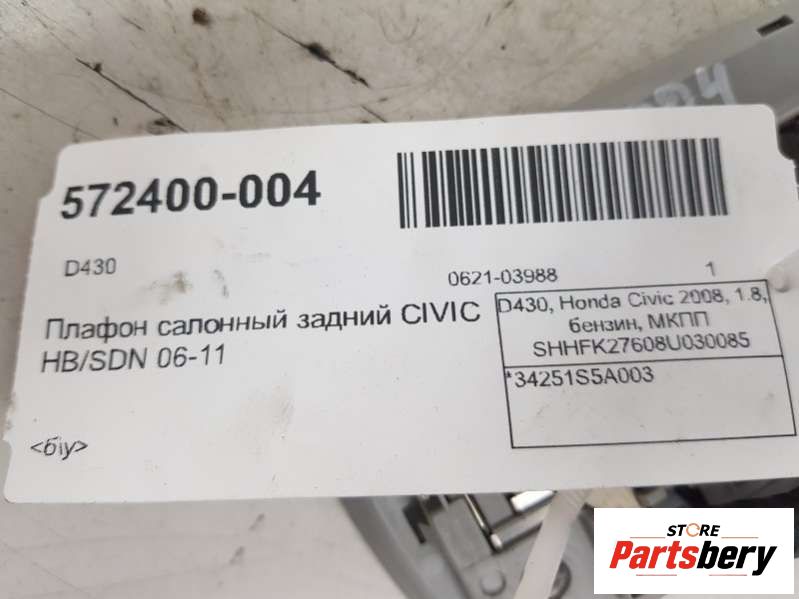 572400-004
D430
0621-03988 1
Плафон салонный задний CIVIC
HB/SDN 06-11
D430, Honda Civic 2008, 1.8,
бензин, МКПП
SHHFK27608U030085
*34251S5A003
<бiу>
STORE
Partsbery